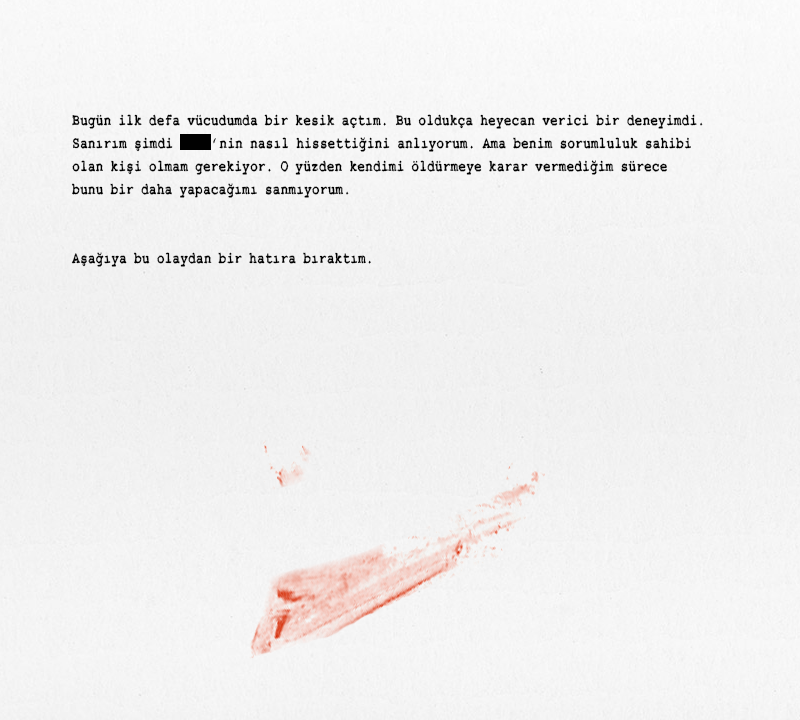 Bugün ilk defa vücudumda bir kesik açtım. Bu oldukça heyecan verici bir deneyimdi.
Sanırım şimdi 'nin nasıl hissettiğini anlıyorum. Ama benim sorumluluk sahibi
olan kişi olmam gerekiyor. O yüzden kendimi öldürmeye karar vermediğim sürece
bunu bir daha yapacağımı sanmıyorum.
Aşağıya bu olaydan bir hatıra bıraktım.